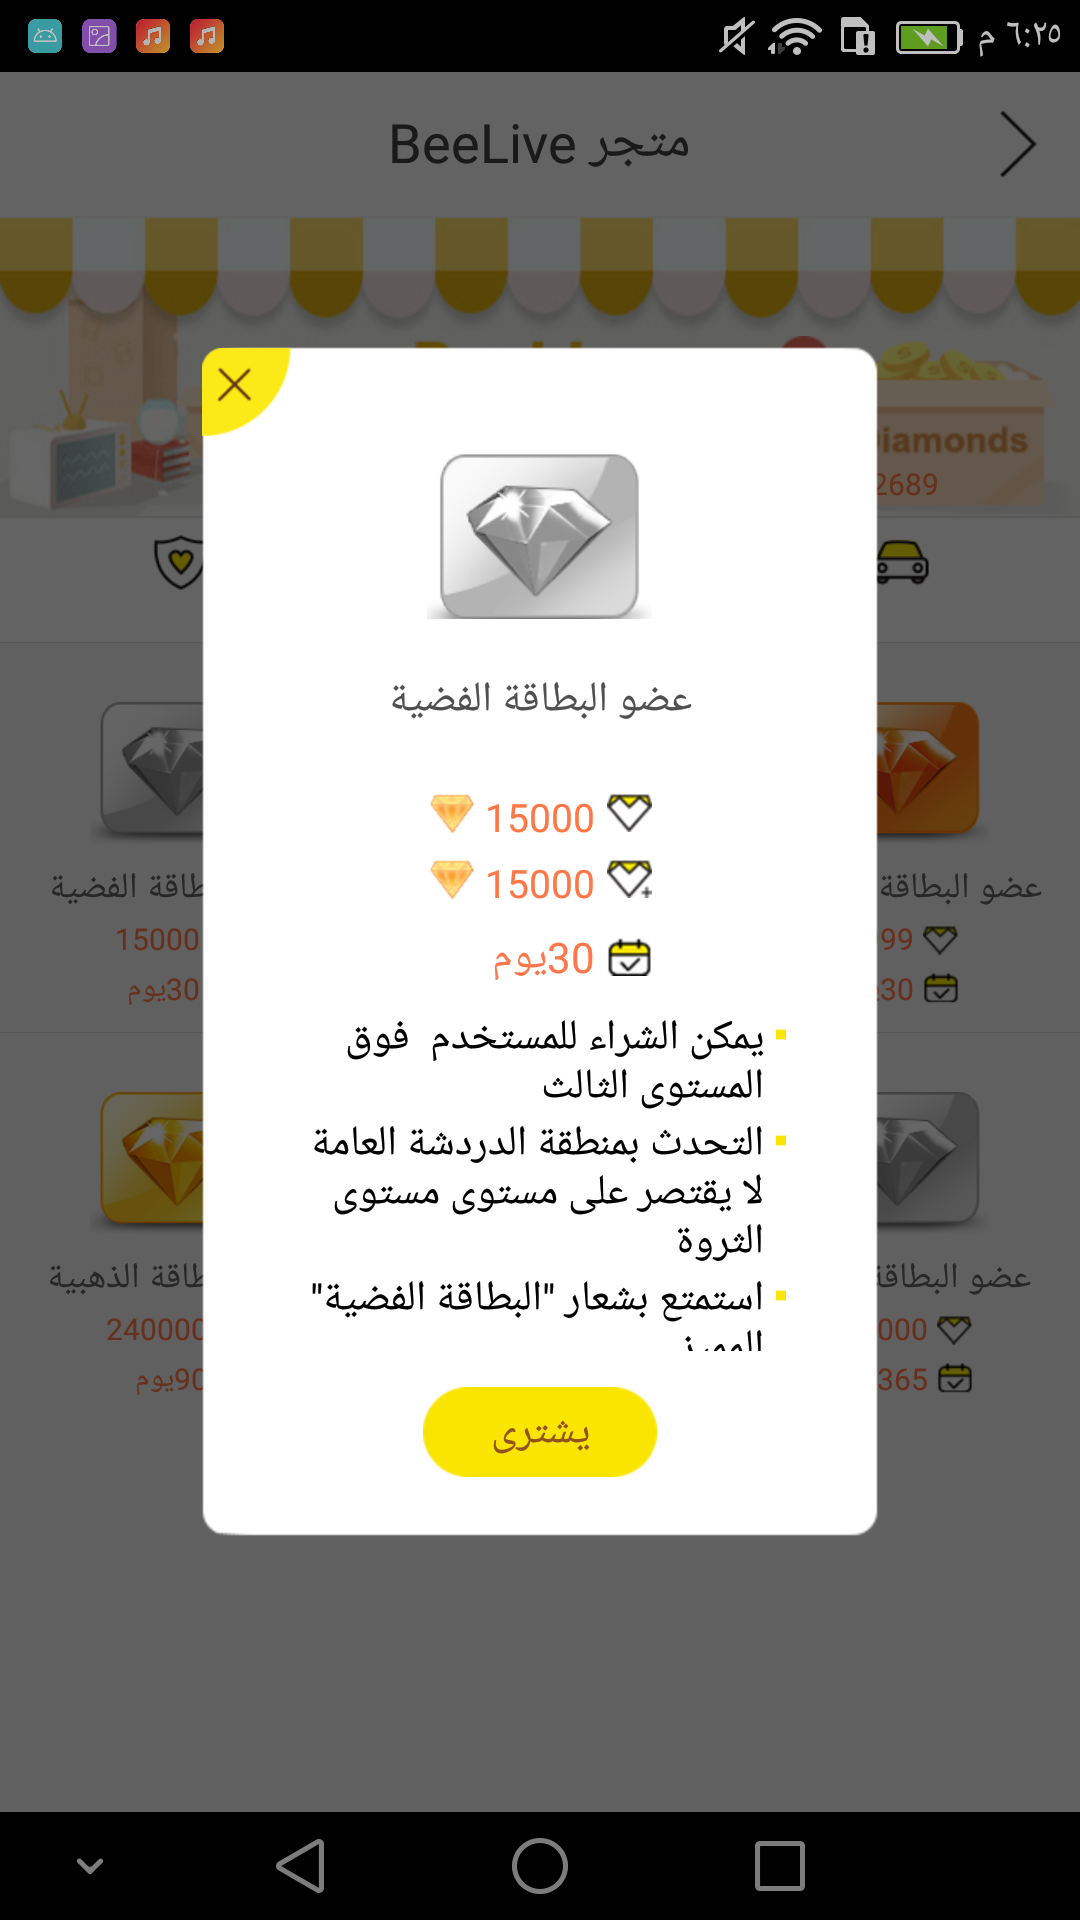 ٦:٢٥ م
متجر BeeLive
Diamonds
2689
عضو البطاقة الفضية
15000
15000
30يوم
يمكن الشراء للمستخدم فوق
المستوى الثالث
التحدث بمنطقة الدردشة العامة
لا يقتصر على مستوى مستوى
الثروة
استمتع بشعار "البطاقة الفضية"
يشترى
عضو البطاقة
طاقة الفضية
99
15000
30
30يوم
عضو البطاقة
طاقة الذهبية
000
240000
365
90يوم